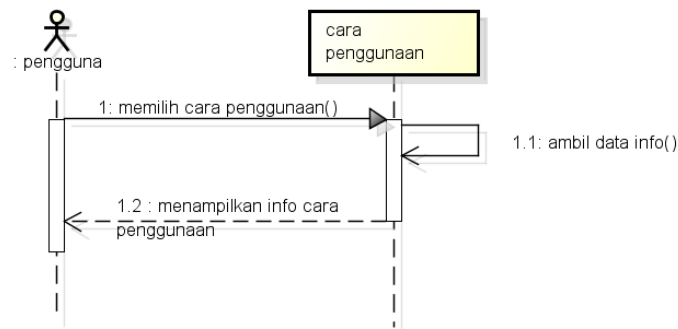 cara
penggunaan
: pengguna
1: memilih cara penggunaan()
1.1: ambil data info()
1.2 : menampilkan info cara
penggunaan